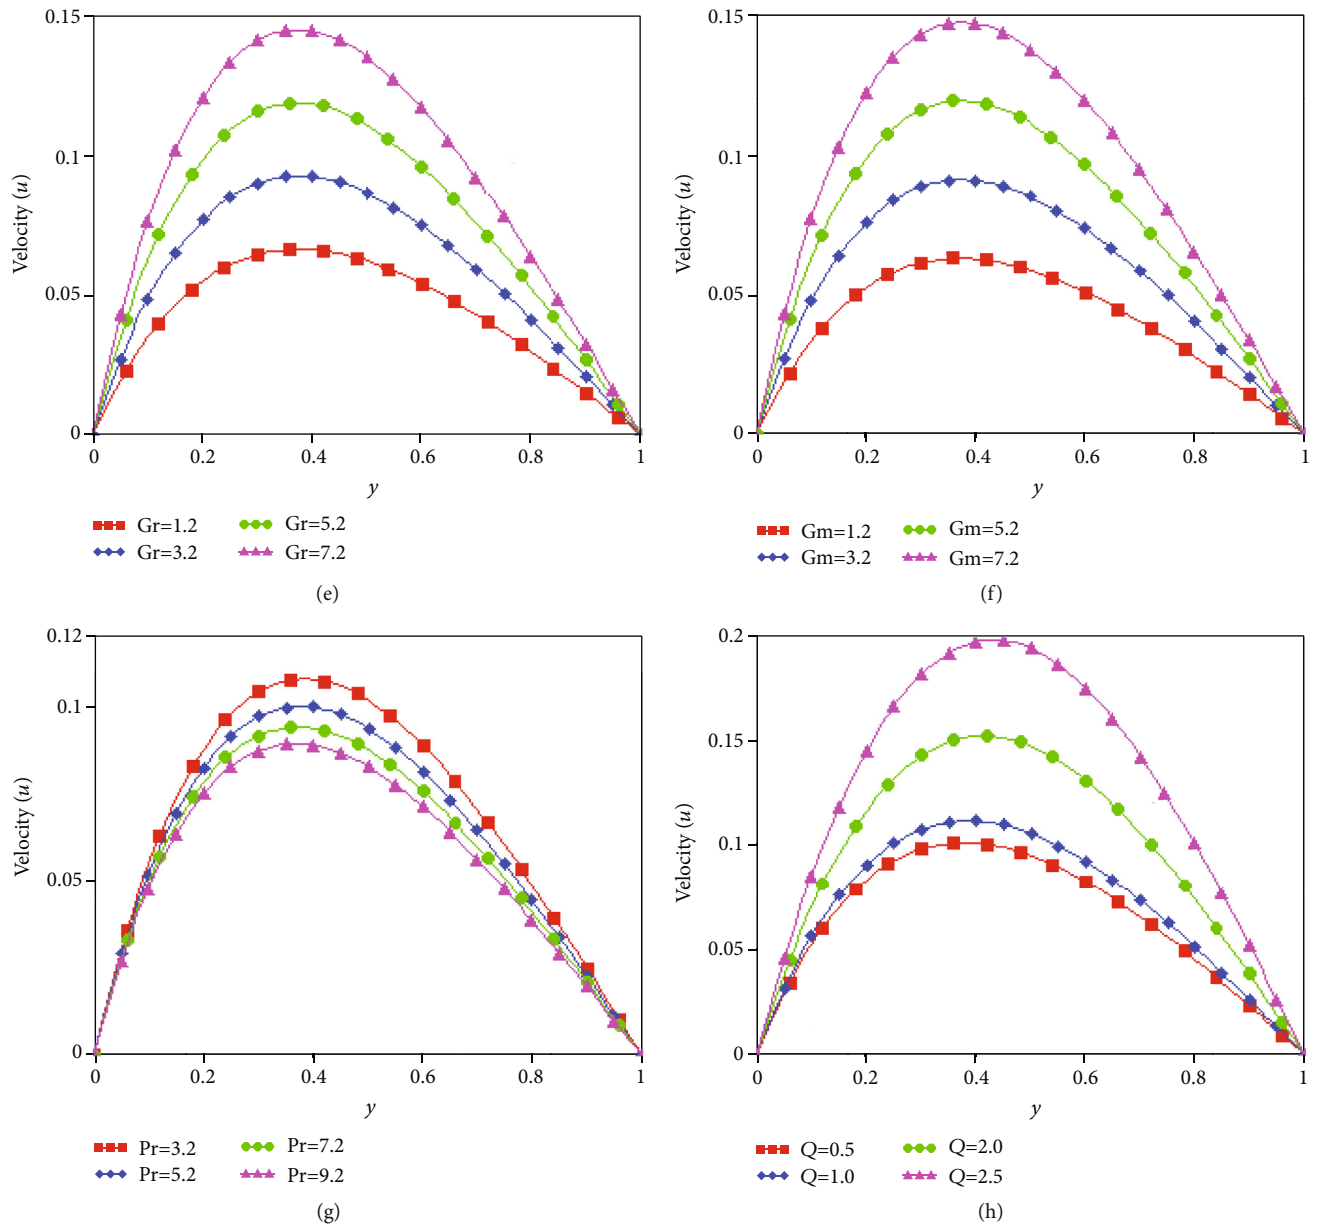 0.15
0.1
0.05
0
Velocity (u)
0 0.2 0.4 0.6 0.8 1
y
Gr=1.2 Gr=5.2
Gr=3.2 Gr=7.2
(e)
0.15
0.1
0.05
0
Velocity (u)
0 0.2 0.4 0.6 0.8 1
y
Gm=1.2 Gm=5.2
Gm=3.2 Gm=7.2
(f)
0.12
0.1
0.05
0
Velocity (u)
0 0.2 0.4 0.6 0.8 1
y
Pr=3.2 Pr=7.2
Pr=5.2 Pr=9.2
(g)
0.2
0.15
0.1
0.05
0
Velocity (u)
0 0.2 0.4 0.6 0.8 1
y
Q=0.5 Q=2.0
Q=1.0 Q=2.5
(h)